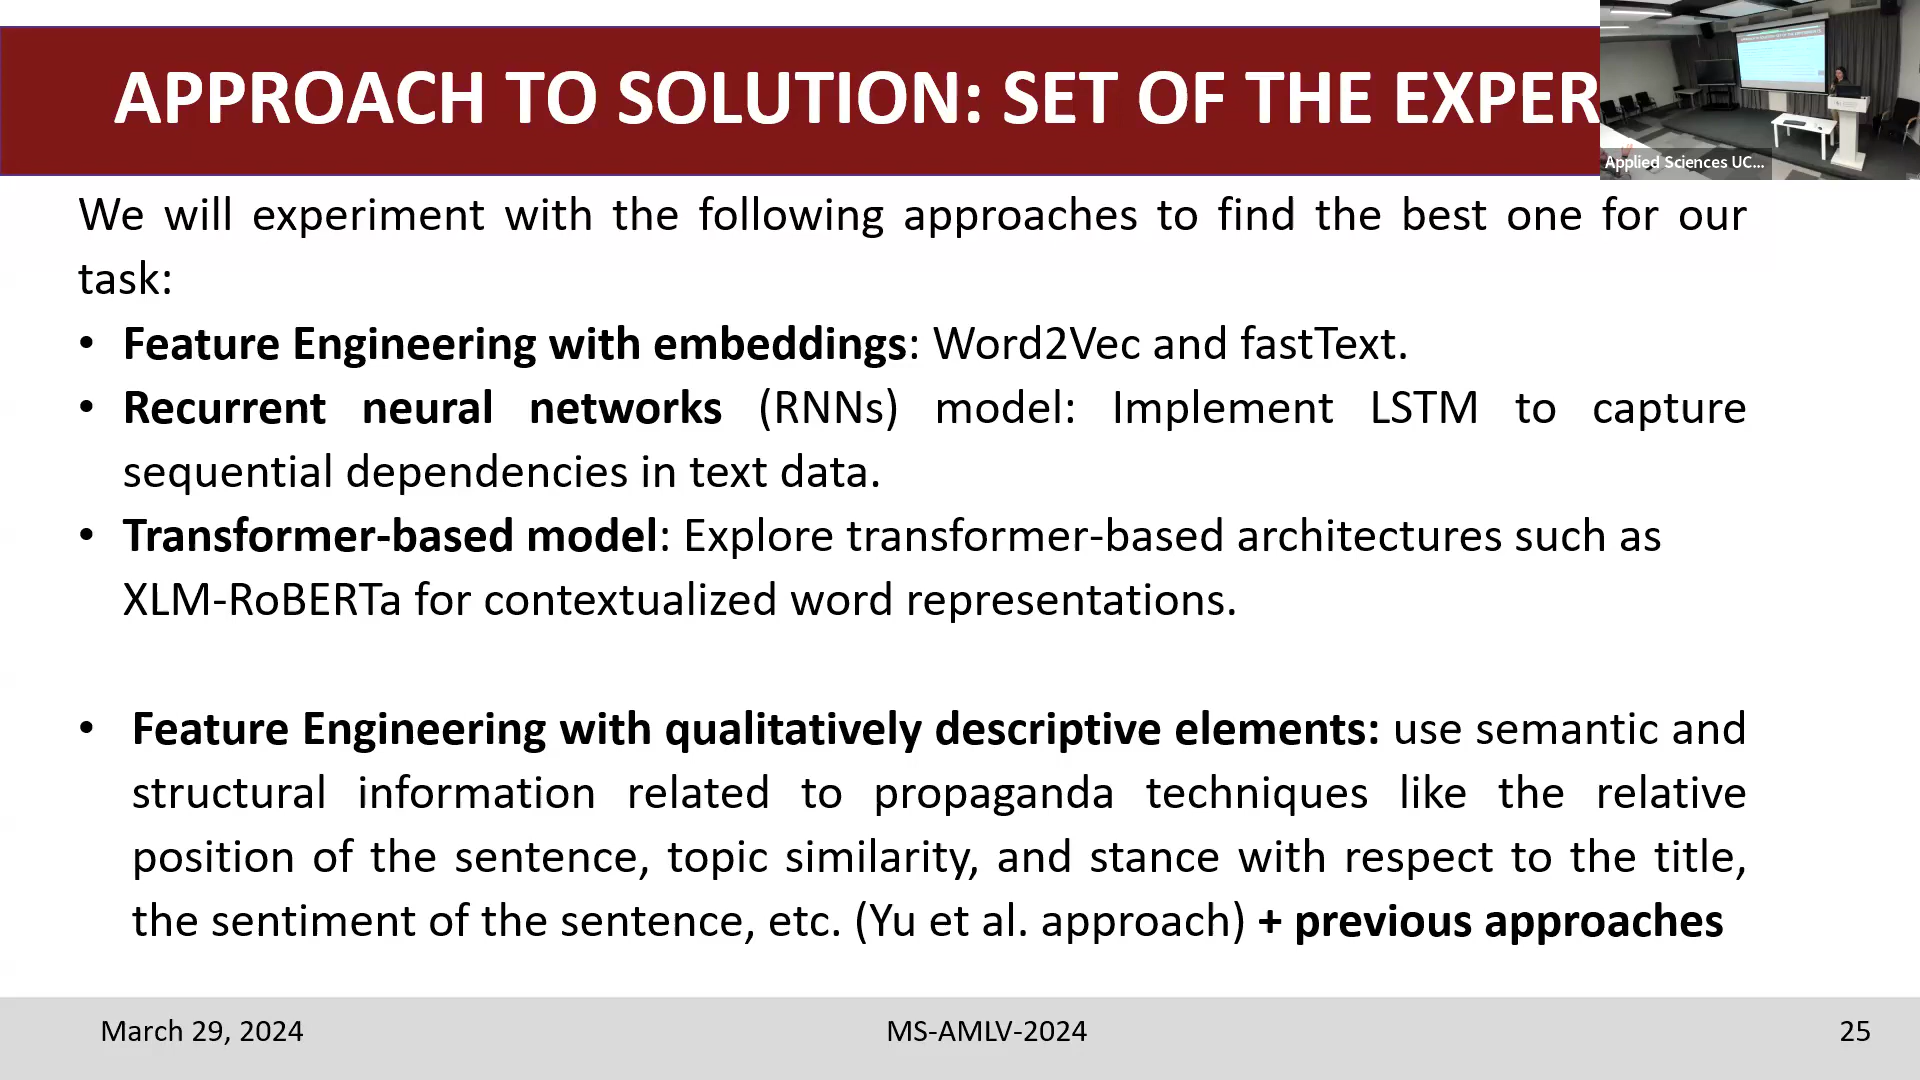 APPROACH TO SOLUTION: SET OF THE EXPER
Applied Sciences UC...
We will experiment with the following approaches to find the best one for our
task:
• Feature Engineering with embeddings: Word2Vec and fastText.
• Recurrent neural networks (RNNs) model: Implement LSTM to capture
sequential dependencies in text data.
• Transformer-based model: Explore transformer-based architectures such as
XLM-RoBERTa for contextualized word representations.
• Feature Engineering with qualitatively descriptive elements: use semantic and
structural information related to propaganda techniques like the relative
position of the sentence, topic similarity, and stance with respect to the title,
the sentiment of the sentence, etc. (Yu et al. approach) + previous approaches
March 29, 2024
MS-AMLV-2024
25